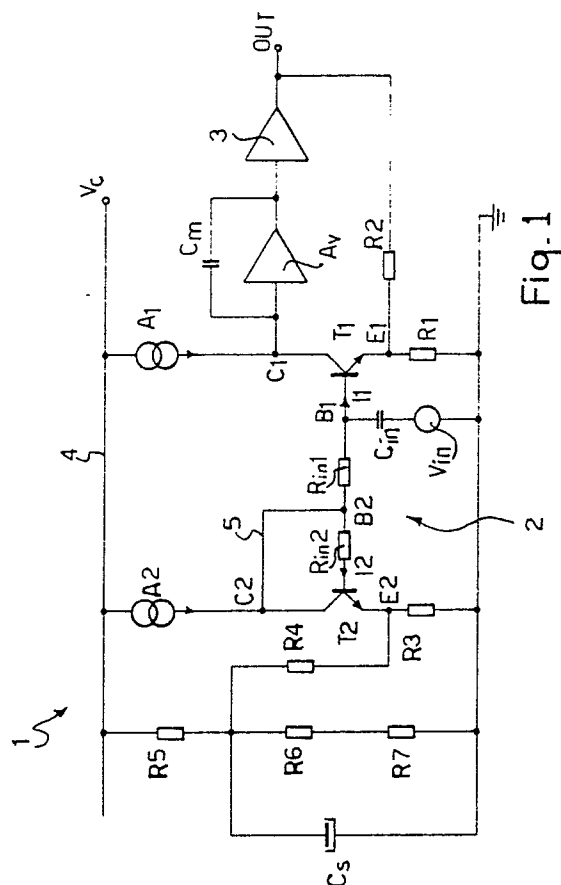 1
4
Vc
A2
A1
5
C2
C1
Cm
Av
3
OUT
R5
R4
R6
R7
Cs
T2
E2
R3
I2
Rin2
B2
Rin1
B1
I1
T1
E1
R1
R2
Cin
Vin
2
Fig.1